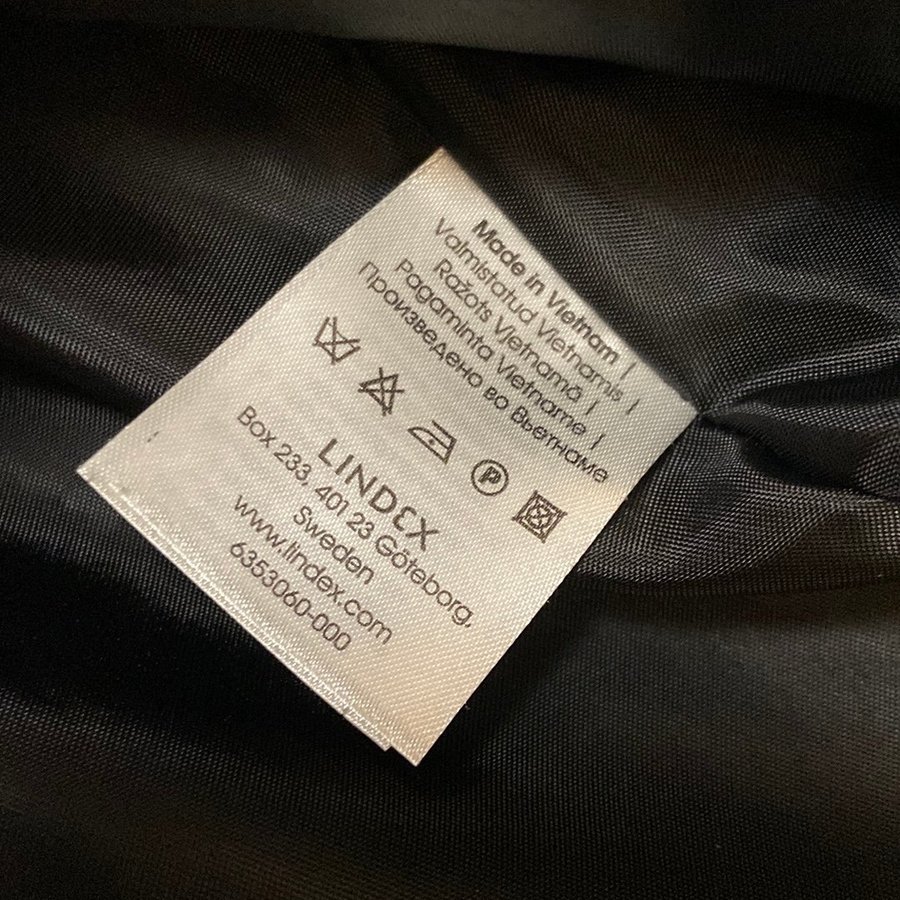 Made in Vietnam |
Valmistatud Vietnamis |
Ražots Vjetnamā |
Pagaminta Vietname |
Произведено во Вьетнаме
P
LINDEX
Box 233, 401 23 Göteborg,
Sweden
www.lindex.com
6353060-000